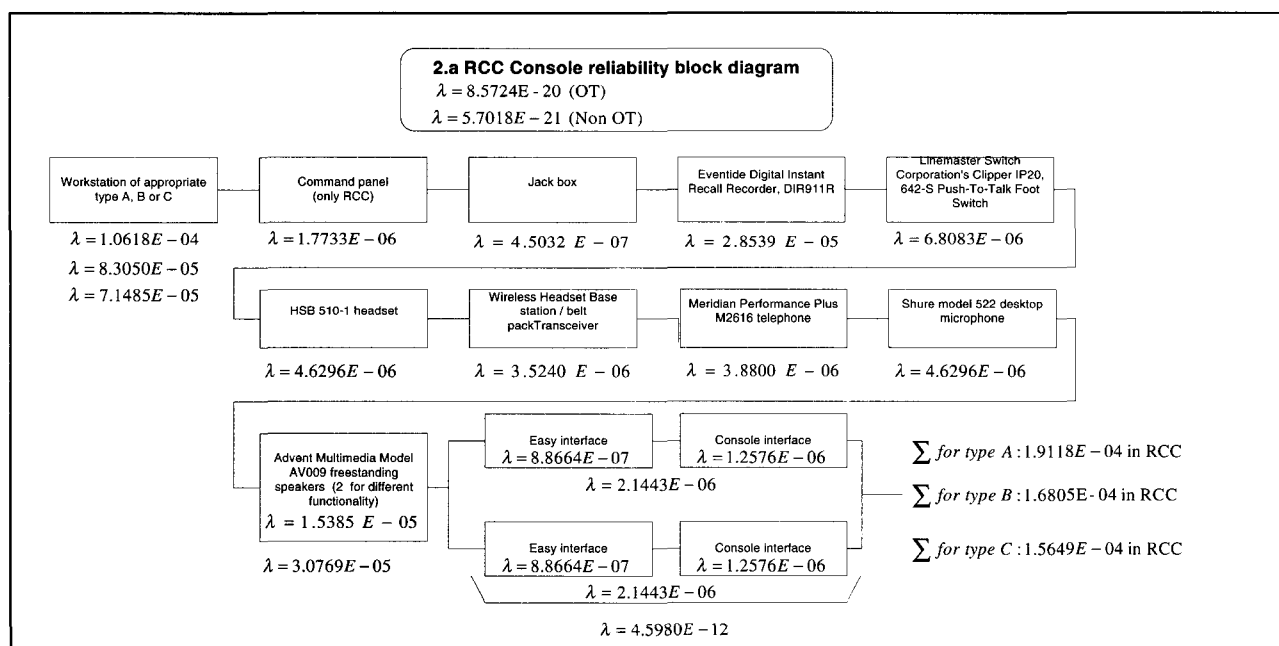 2.a RCC Console reliability block diagram
λ = 8.5724E - 20 (OT)
λ = 5.7018E − 21 (Non OT)
Workstation of appropriate
type A, B or C
Command panel
(only RCC)
Jack box
Eventide Digital Instant
Recall Recorder, DIR911R
Linemaster Switch
Corporation's Clipper IP20,
642-S Push-To-Talk Foot
Switch
λ = 1.0618E − 04
λ = 8.3050E − 05
λ = 7.1485E − 05
λ = 1.7733E − 06
λ = 4.5032 E − 07
λ = 2.8539 E − 05
λ = 6.8083E − 06
HSB 510-1 headset
Wireless Headset Base
station / belt
packTransceiver
Meridian Performance Plus
M2616 telephone
Shure model 522 desktop
microphone
λ = 4.6296E − 06
λ = 3.5240 E − 06
λ = 3.8800 E − 06
λ = 4.6296E − 06
Advent Multimedia Model
AV009 freestanding
speakers (2 for different
functionality)
λ = 1.5385 E − 05
λ = 3.0769E − 05
Easy interface
λ = 8.8664E − 07
Console interface
λ = 1.2576E − 06
λ = 2.1443E − 06
Easy interface
λ = 8.8664E − 07
Console interface
λ = 1.2576E − 06
λ = 2.1443E − 06
λ = 4.5980E − 12
∑ for type A : 1.9118E − 04 in RCC
∑ for type B : 1.6805E- 04 in RCC
∑ for type C : 1.5649E − 04 in RCC